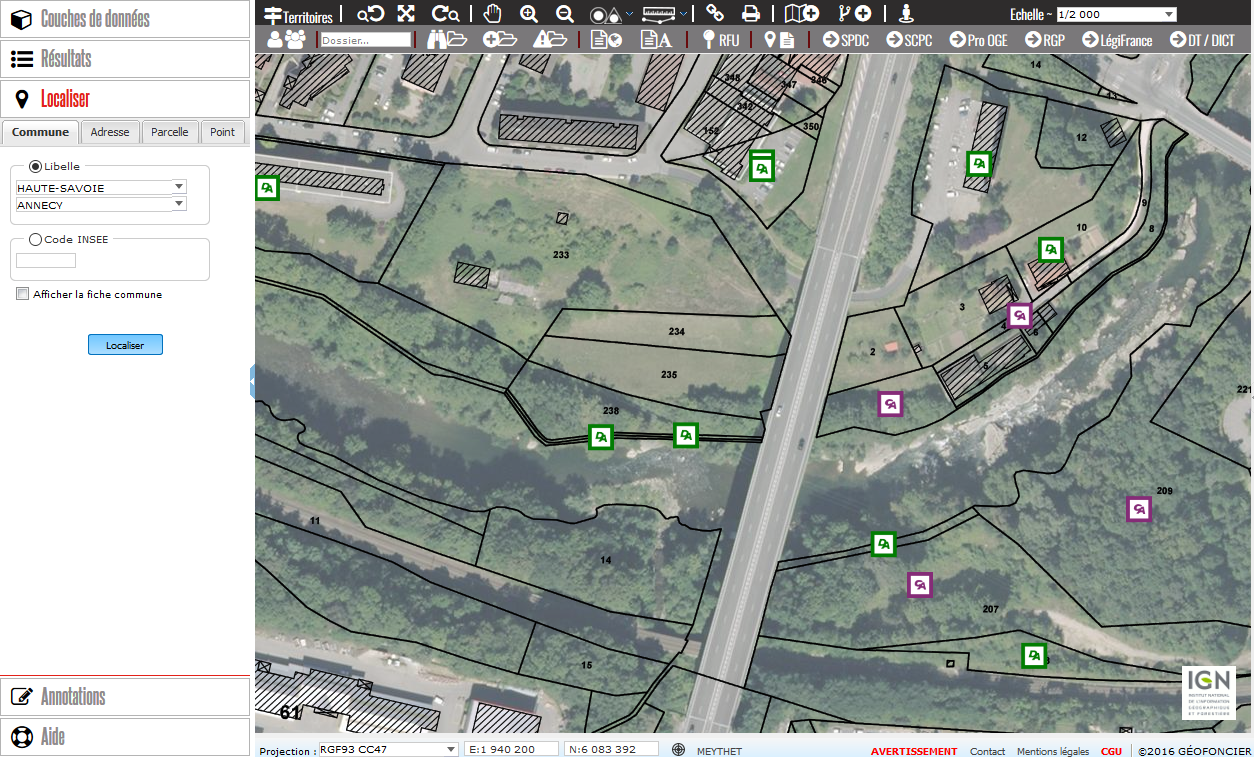 Couches de données
Résultats
Localiser
Commune Adresse Parcelle Point
Libelle
HAUTE-SAVOIE
ANNECY
Code INSEE
Afficher la fiche commune
Localiser
Annotations
Aide
Territoires
Echelle ~ 1/2 000
Dossier...
A
RFU
SPDC
SCPC
Pro OGE
RGP
LégiFrance
DT / DICT
14
13
348
347
346
342
350
152
12
9
8
10
233
3
4
6
234
2
5
235
238
221
209
11
14
207
15
61
IGN
INSTITUT NATIONAL
DE L'INFORMATION
GÉOGRAPHIQUE
ET FORESTIÈRE
Projection : RGF93 CC47 E:1 940 200 N:6 083 392 MEYTHET AVERTISSEMENT Contact Mentions légales CGU ©2016 GÉOFONCIER